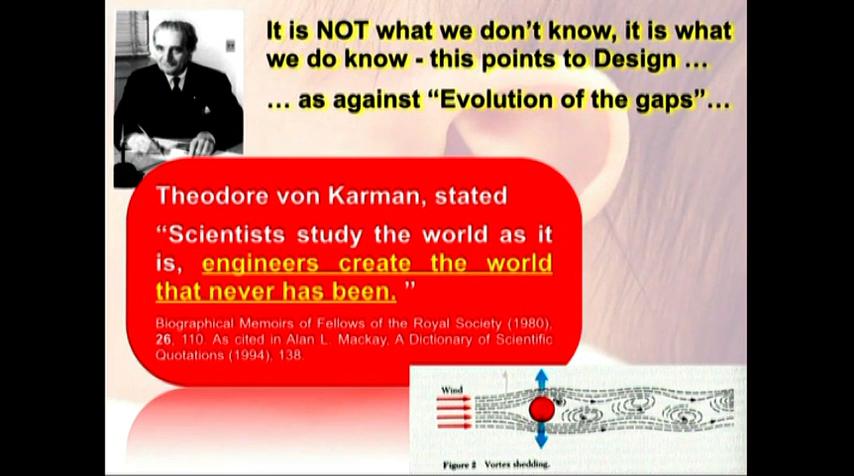 It is NOT what we don't know, it is what
we do know - this points to Design ...
... as against “Evolution of the gaps”...
Theodore von Karman, stated
“Scientists study the world as it
is, engineers create the world
that never has been. ”
Biographical Memoirs of Fellows of the Royal Society (1980),
26, 110. As cited in Alan L. Mackay, A Dictionary of Scientific
Quotations (1994), 138.
Wind
Figure 2 Vortex shedding.